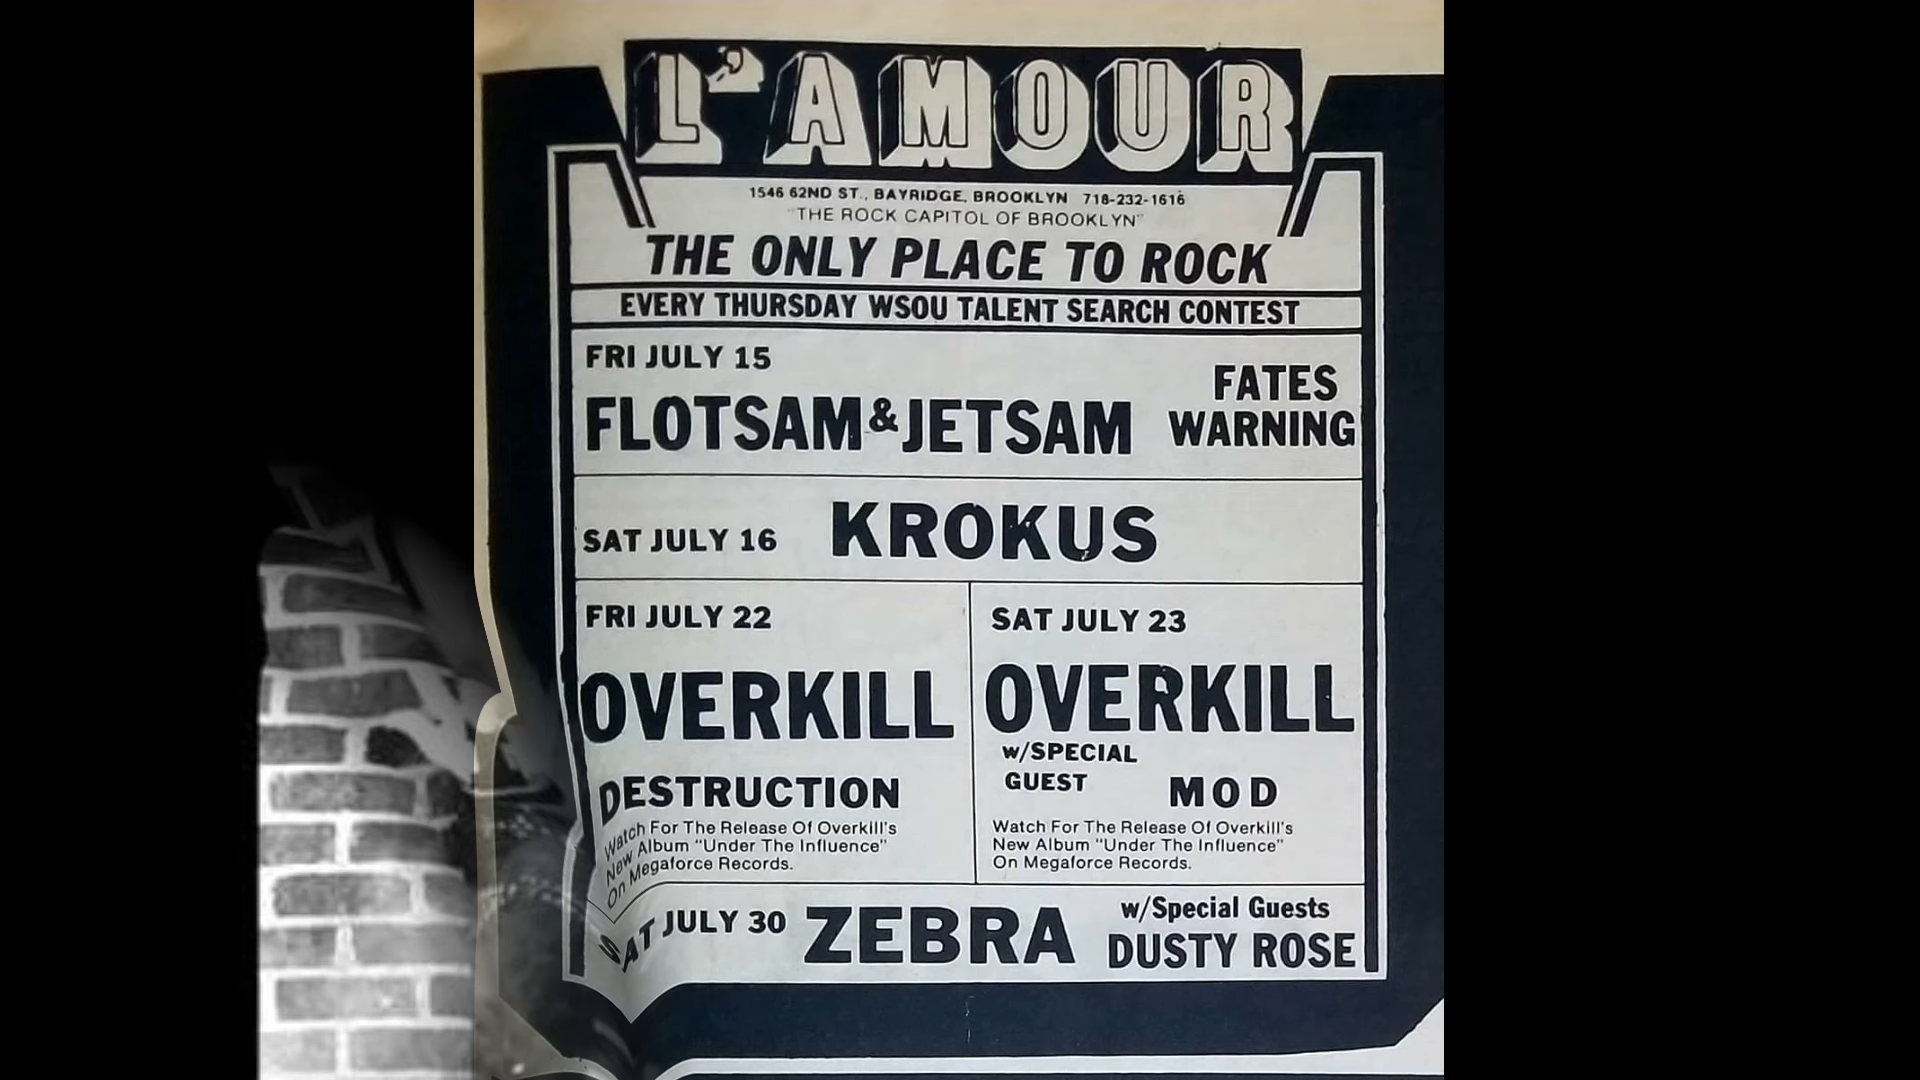 L'AMOUR
1546 62ND ST., BAYRIDGE, BROOKLYN 718-232-1616
"THE ROCK CAPITOL OF BROOKLYN"
THE ONLY PLACE TO ROCK
EVERY THURSDAY WSOU TALENT SEARCH CONTEST
FRI JULY 15
FLOTSAM & JETSAM
FATES
WARNING
SAT JULY 16 KROKUS
FRI JULY 22
OVERKILL
DESTRUCTION
Watch For The Release Of Overkill's
New Album "Under The Influence"
On Megaforce Records.
SAT JULY 23
OVERKILL
w/SPECIAL
GUEST MOD
Watch For The Release Of Overkill's
New Album "Under The Influence"
On Megaforce Records.
SAT JULY 30 ZEBRA
w/Special Guests
DUSTY ROSE